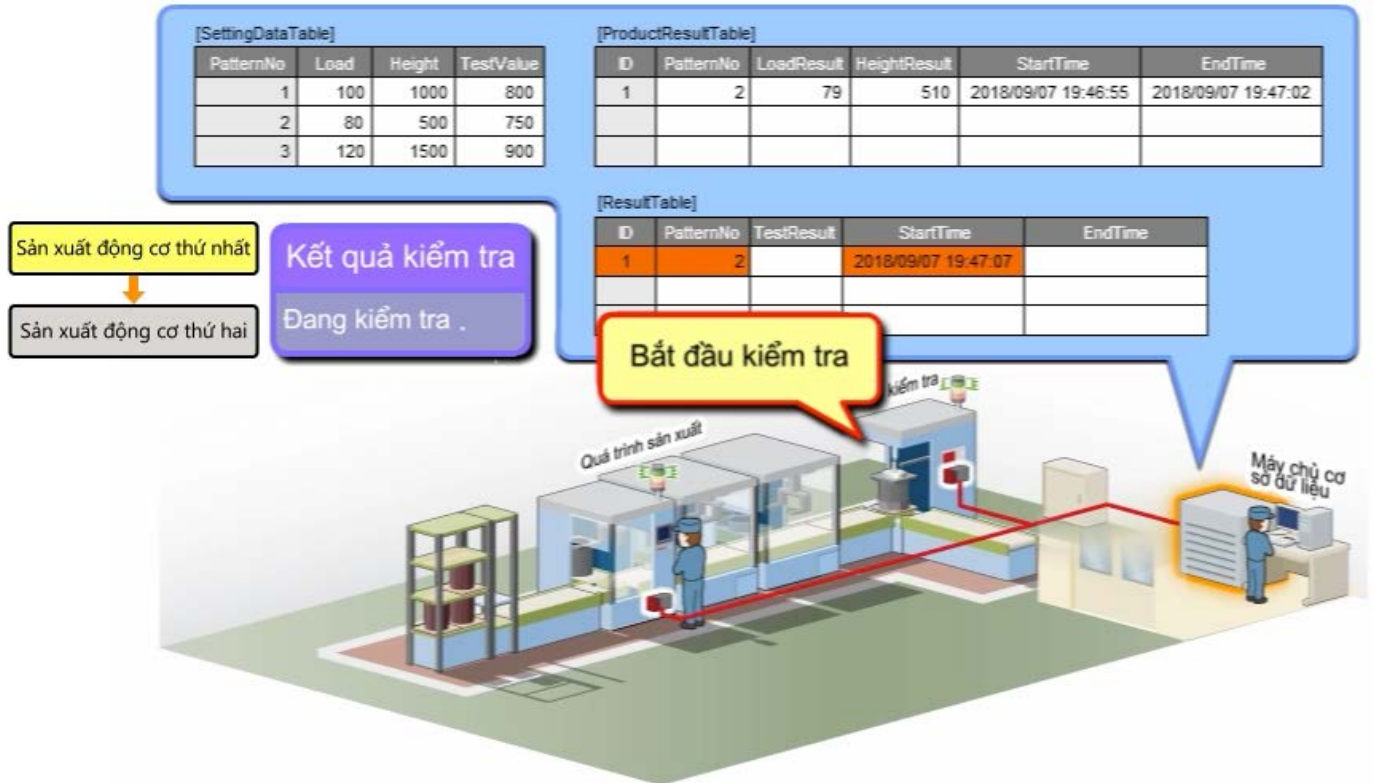 [SettingDataTable]
PatternNo Load Height TestValue
1 100 1000 800
2 80 500 750
3 120 1500 900
[ProductResultTable]
ID PatternNo LoadResult HeightResult StartTime EndTime
1 2 79 510 2018/09/07 19:46:55 2018/09/07 19:47:02
[ResultTable]
ID PatternNo TestResult StartTime EndTime
1 2 2018/09/07 19:47:07
Sản xuất động cơ thứ nhất
Sản xuất động cơ thứ hai
Kết quả kiểm tra
Đang kiểm tra .
Bắt đầu kiểm tra
kiểm tra
Quá trình sản xuất
Máy chủ cơ
sở dữ liệu